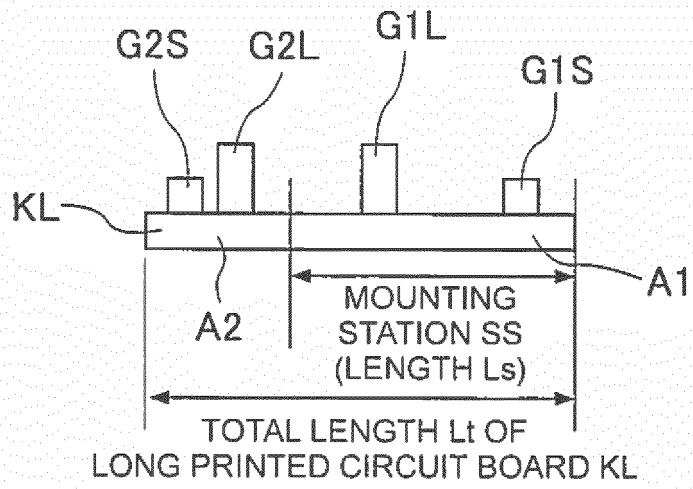 G2S
G2L
G1L
G1S
KL
A2
A1
MOUNTING
STATION SS
(LENGTH Ls)
TOTAL LENGTH Lt OF
LONG PRINTED CIRCUIT BOARD KL